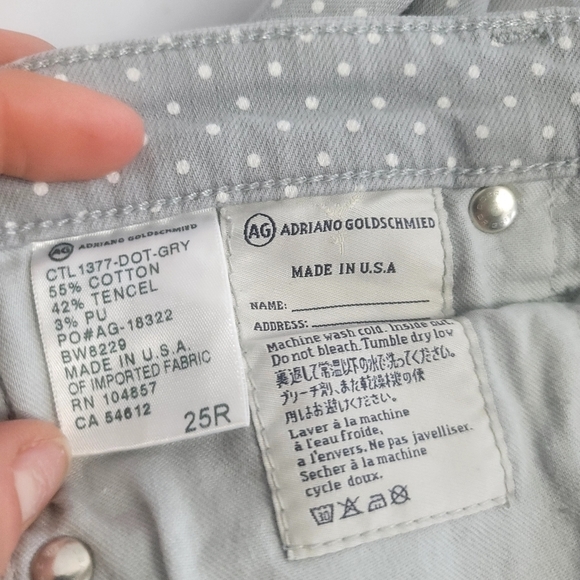 AG ADRIANO GOLDSCHMIED
CTL1377-DOT-GRY
55% COTTON
42% TENCEL
3% PU
PO#AG-18322
BW8229
MADE IN U.S.A.
OF IMPORTED FABRIC
RN 104857
CA 54612
25R
AG ADRIANO GOLDSCHMIED
MADE IN U.S.A
NAME:
ADDRESS:
Machine wash cold. Inside out.
Do not bleach. Tumble dry low
裏返して常温以下の水で洗ってください。
ブリーチ剤、また乾燥機の使
用はお避けください。
Laver à la machine
à l'eau froide,
a l'envers. Ne pas javelliser.
Secher à la machine
cycle doux.
30